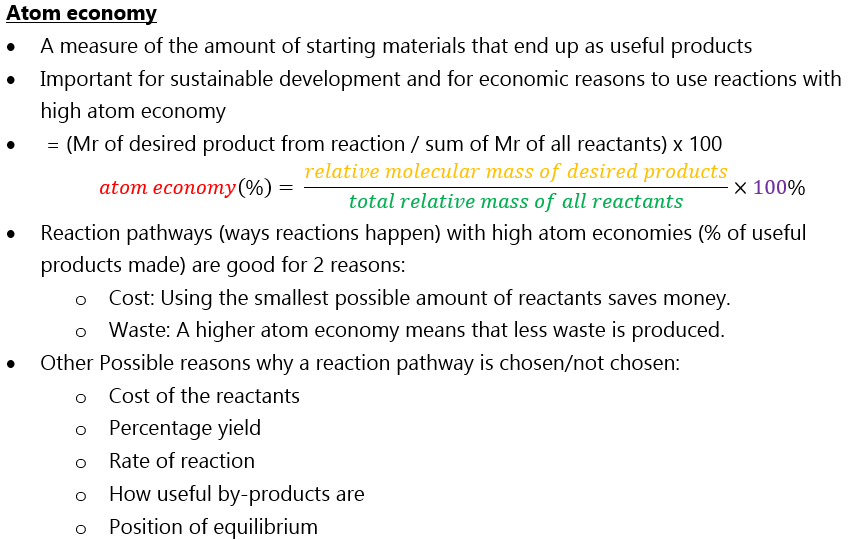 Atom economy
• A measure of the amount of starting materials that end up as useful products
• Important for sustainable development and for economic reasons to use reactions with
high atom economy
• = (Mr of desired product from reaction / sum of Mr of all reactants) x 100
atom economy(%) = relative molecular mass of desired products / total relative mass of all reactants × 100%
• Reaction pathways (ways reactions happen) with high atom economies (% of useful
products made) are good for 2 reasons:
o Cost: Using the smallest possible amount of reactants saves money.
o Waste: A higher atom economy means that less waste is produced.
• Other Possible reasons why a reaction pathway is chosen/not chosen:
o Cost of the reactants
o Percentage yield
o Rate of reaction
o How useful by-products are
o Position of equilibrium